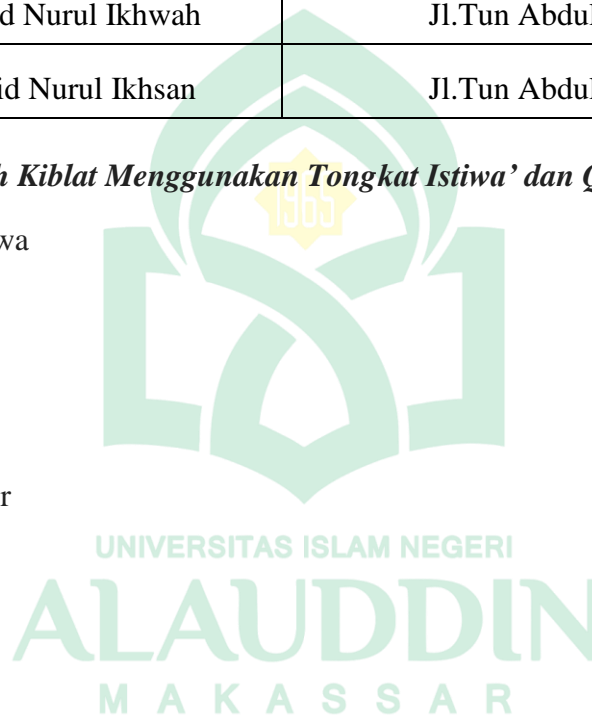 d Nurul Ikhwah Jl.Tun Abdul
id Nurul Ikhsan Jl.Tun Abdul
h Kiblat Menggunakan Tongkat Istiwa’ dan Q
1965
wa
r
UNIVERSITAS ISLAM NEGERI
ALAUDDIN
MAKASSAR